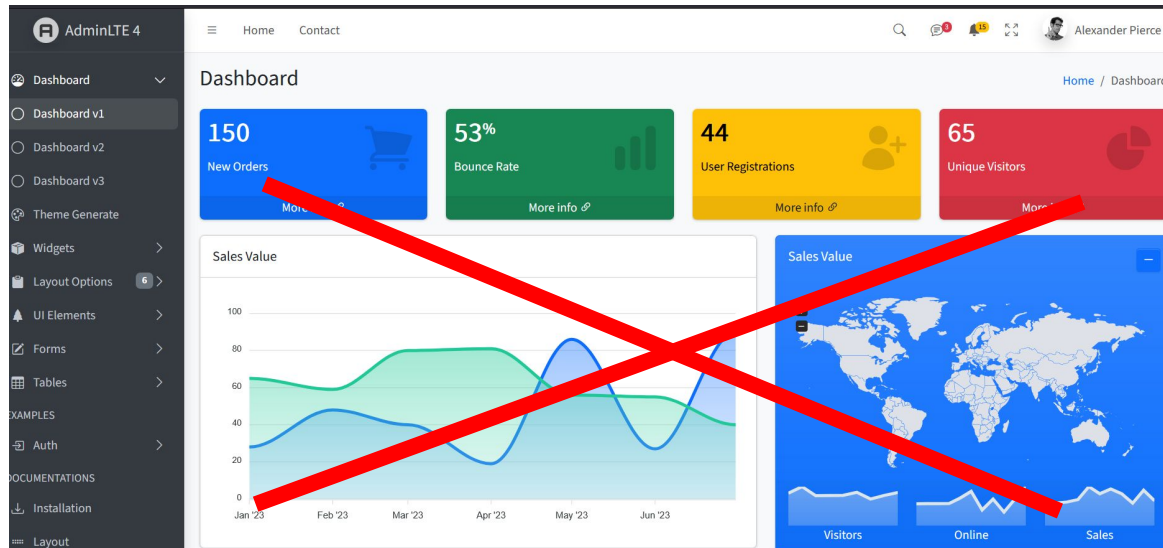 AdminLTE 4
Home Contact
3
15
Alexander Pierce
Dashboard
Dashboard v1
Dashboard v2
Dashboard v3
Theme Generate
Widgets
Layout Options 6
UI Elements
Forms
Tables
EXAMPLES
Auth
DOCUMENTATIONS
Installation
Layout
Dashboard
Home / Dashboard
150
New Orders
53%
Bounce Rate
More info
44
User Registrations
More info
65
Unique Visitors
Sales Value
100
80
60
40
20
0
Jan '23 Feb '23 Mar '23 Apr '23 May '23 Jun '23
Sales Value
Visitors Online Sales